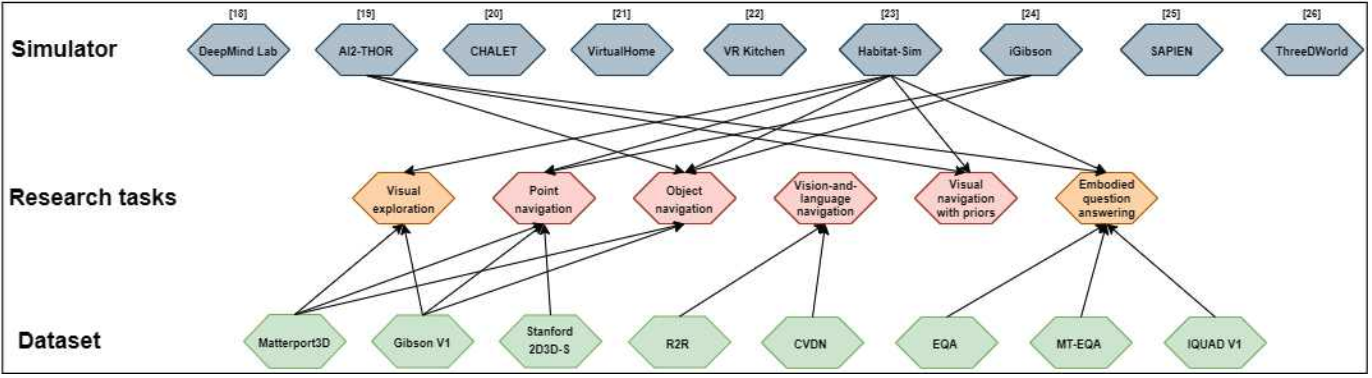 [18] [19] [20] [21] [22] [23] [24] [25] [26]
Simulator
DeepMind Lab
AI2-THOR
CHALET
VirtualHome
VR Kitchen
Habitat-Sim
iGibson
SAPIEN
ThreeDWorld
Research tasks
Visual
exploration
Point
navigation
Object
navigation
Vision-and-
language
navigation
Visual
navigation
with priors
Embodied
question
answering
Dataset
Matterport3D
Gibson V1
Stanford
2D3D-S
R2R
CVDN
EQA
MT-EQA
IQUAD V1